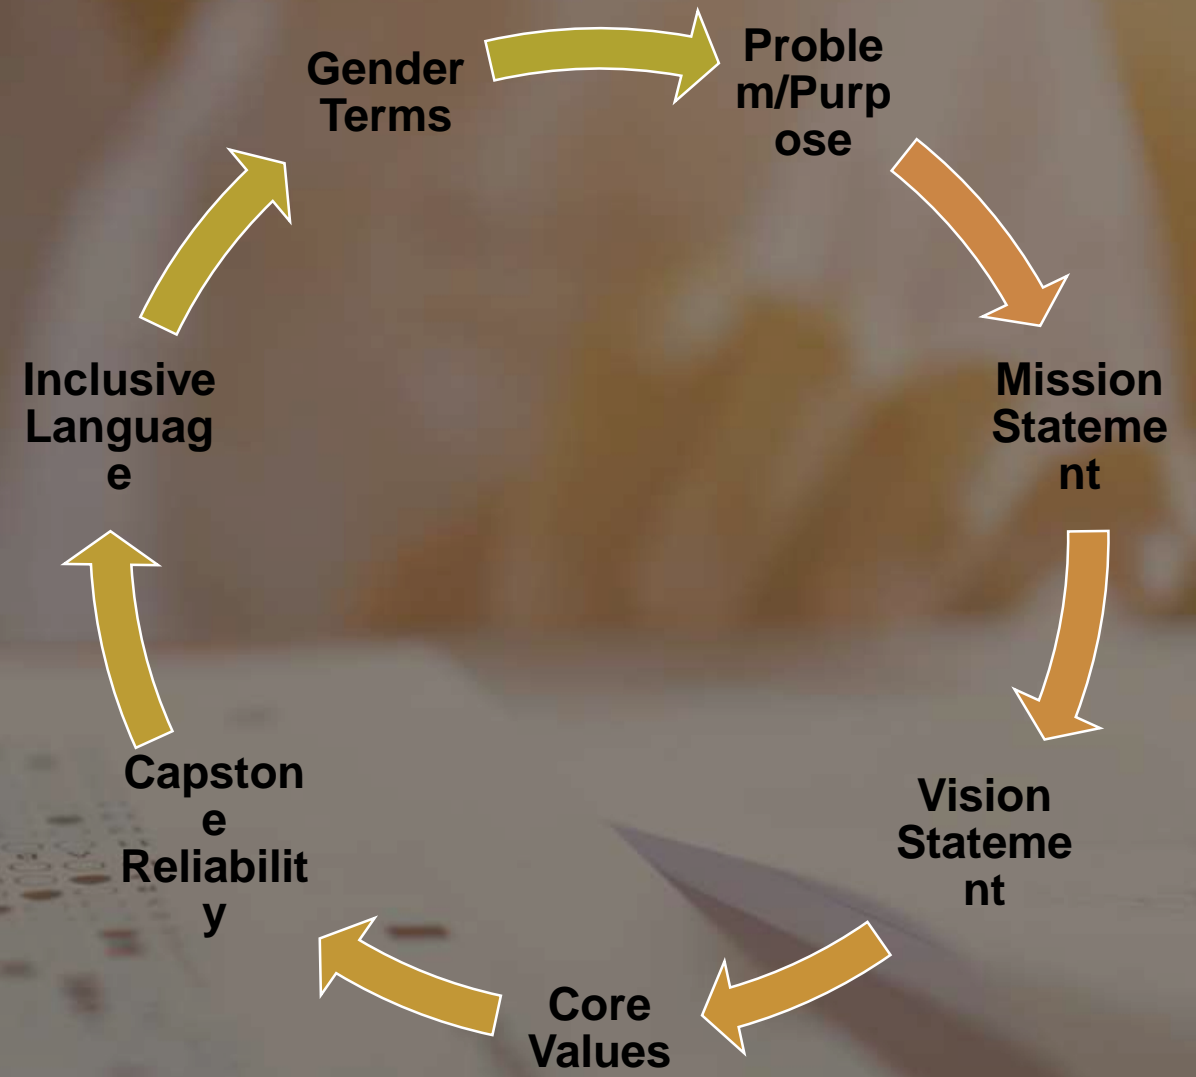 Gender
Terms
Proble
m/Purp
ose
Mission
Stateme
nt
Vision
Stateme
nt
Core
Values
Capston
e
Reliabilit
y
Inclusive
Languag
e